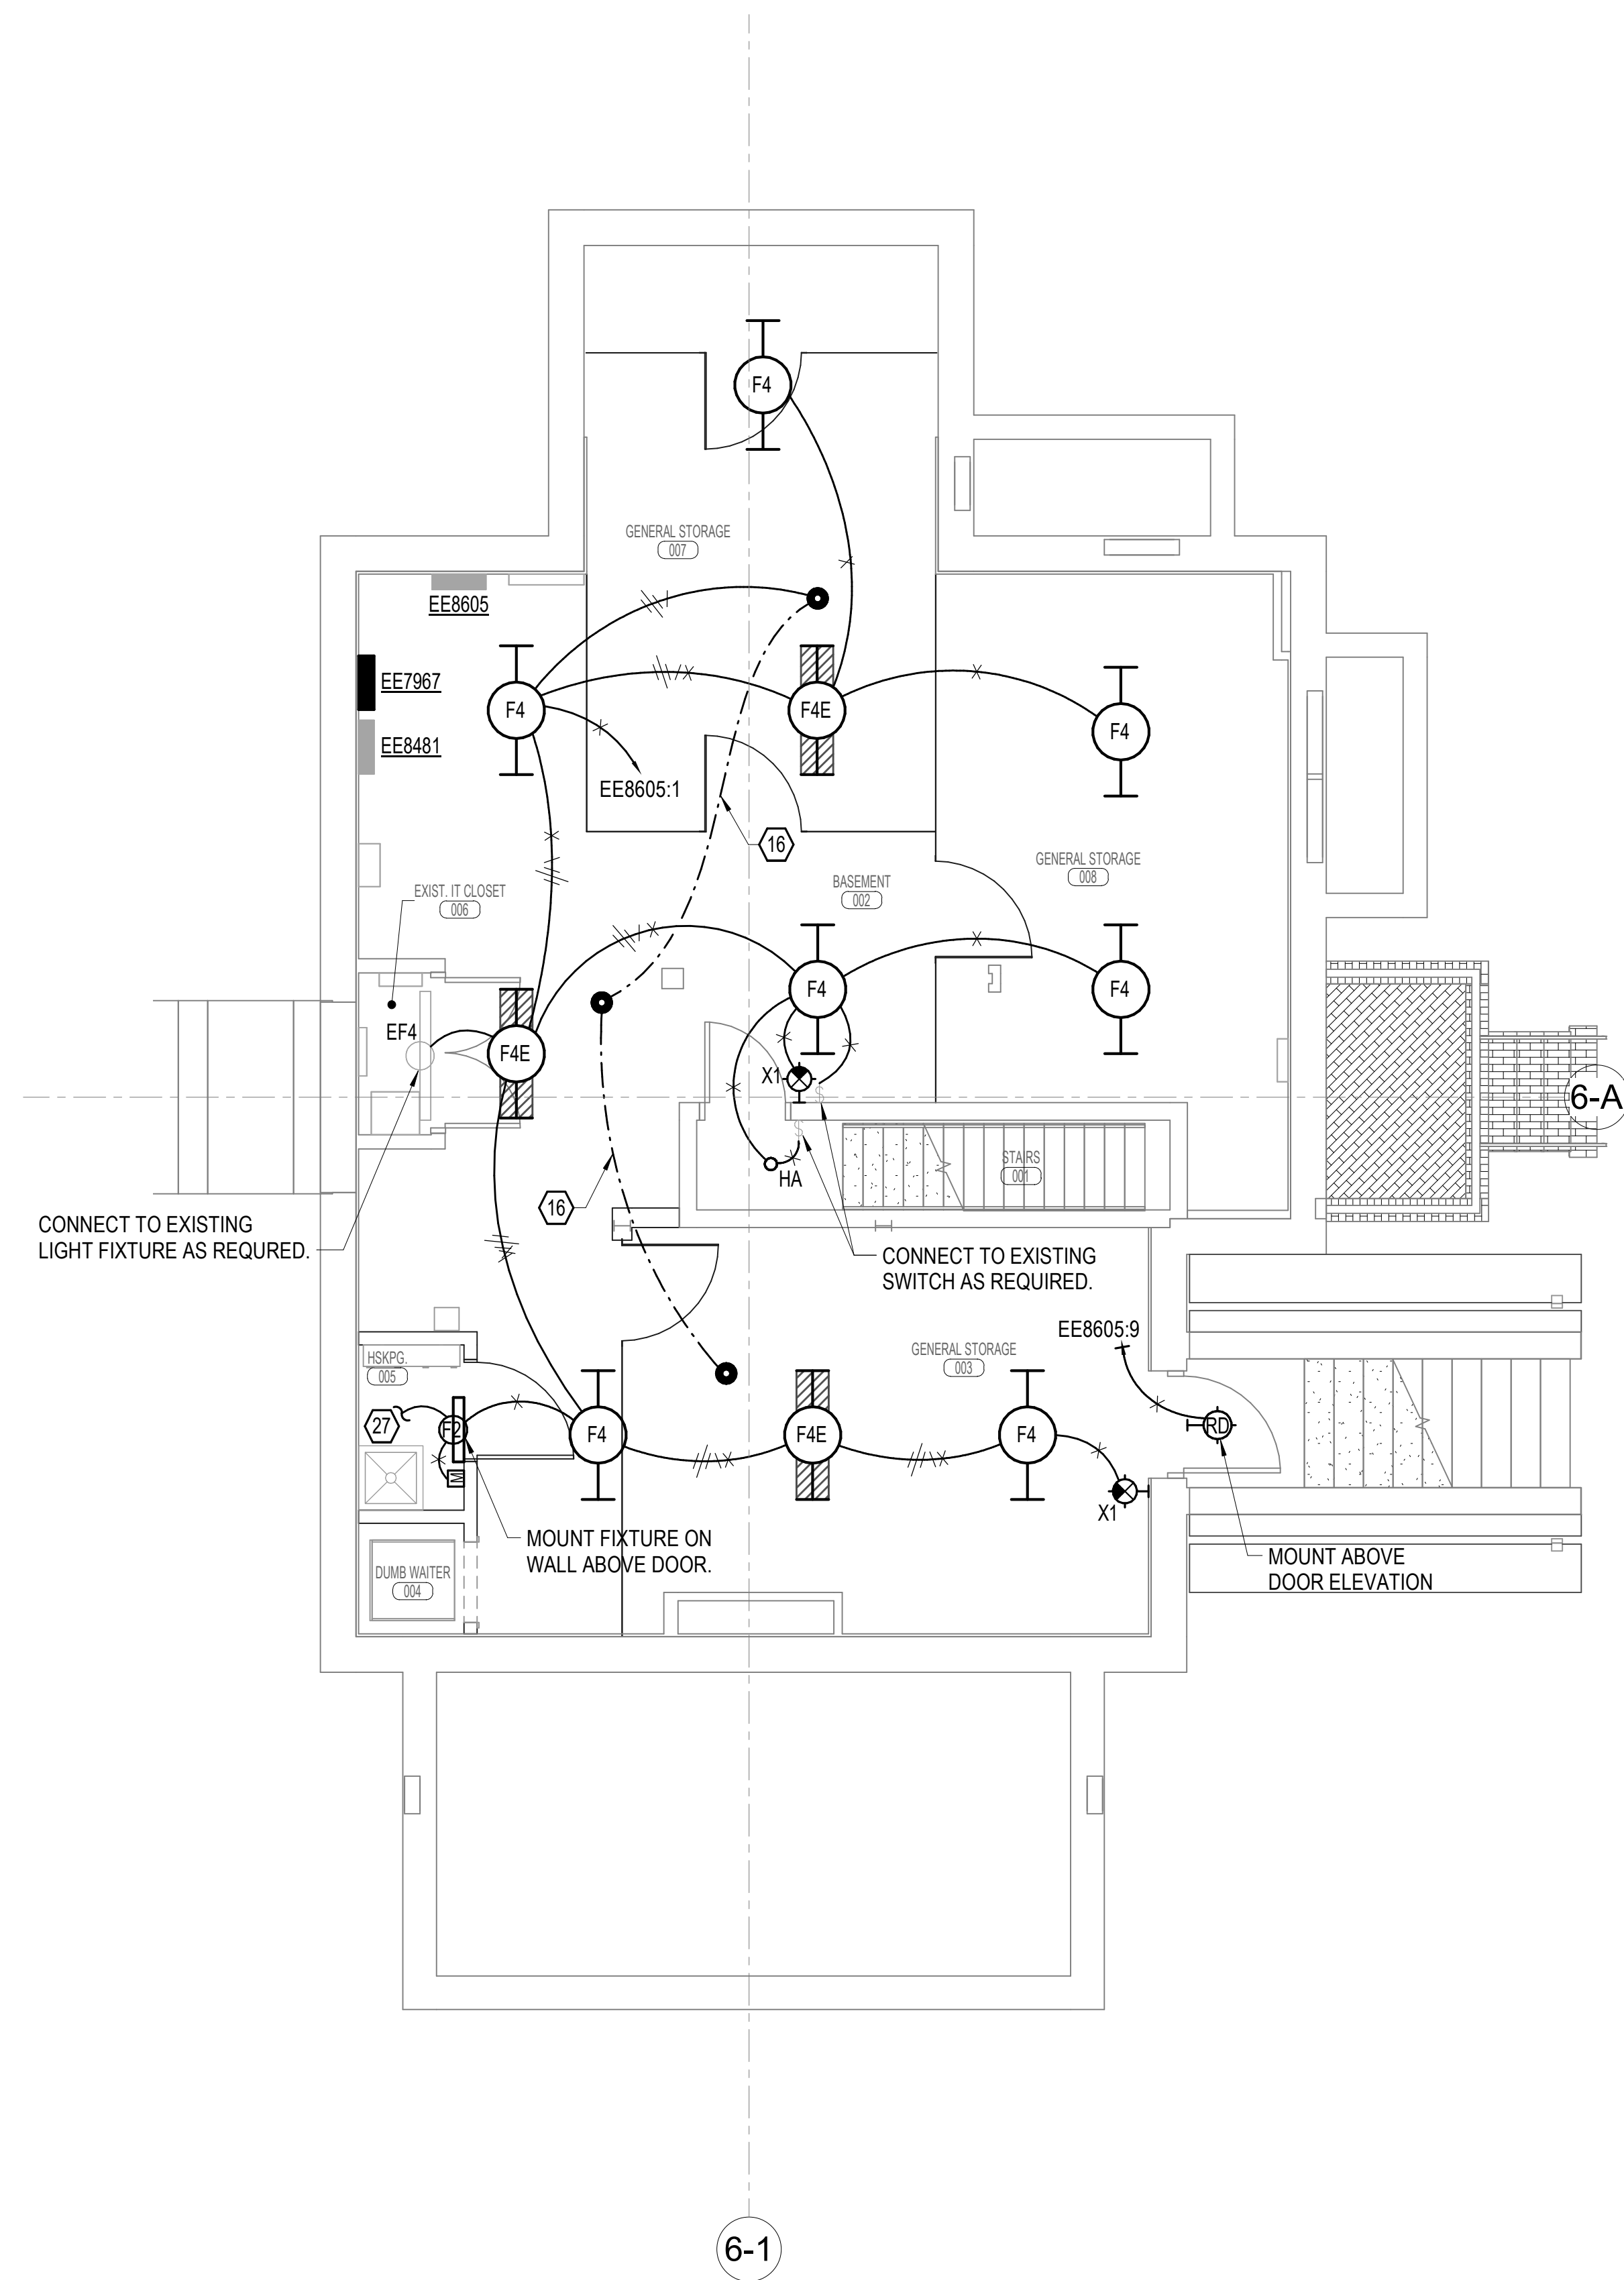 F4
GENERAL STORAGE
007
EE8605
EE7967
F4
F4E
F4
EE8481
EE8605:1
16
GENERAL STORAGE
008
BASEMENT
002
EXIST. IT CLOSET
006
F4
F4
EF4
F4E
X1
$
6-A
$
STAIRS
001
HA
16
CONNECT TO EXISTING
LIGHT FIXTURE AS REQURED.
CONNECT TO EXISTING
SWITCH AS REQUIRED.
EE8605:9
GENERAL STORAGE
003
HSKPG.
005
27
F2
F4
F4E
F4
RD
M
X1
MOUNT FIXTURE ON
WALL ABOVE DOOR.
MOUNT ABOVE
DOOR ELEVATION
DUMB WAITER
004
6-1